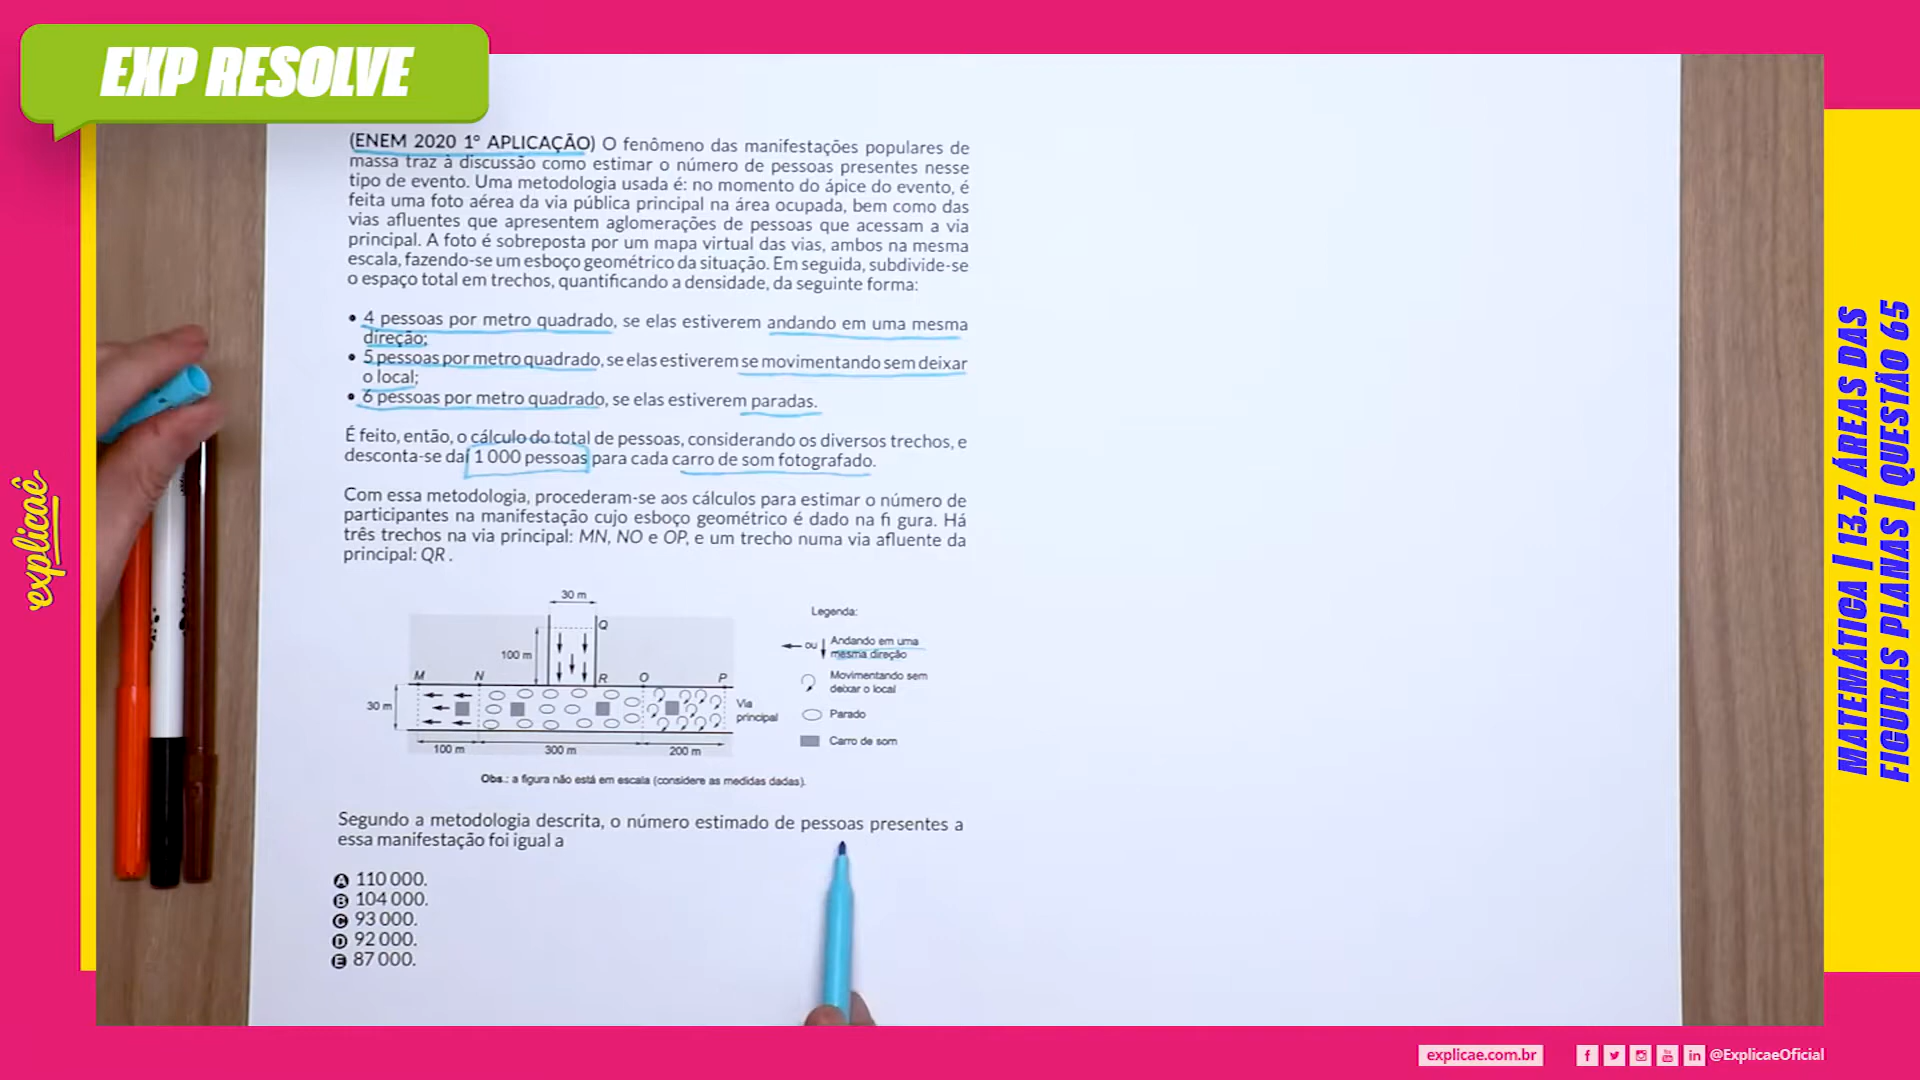 EXP RESOLVE
(ENEM 2020 1º APLICAÇÃO) O fenômeno das manifestações populares de
massa traz à discussão como estimar o número de pessoas presentes nesse
tipo de evento. Uma metodologia usada é: no momento do ápice do evento, é
feita uma foto aérea da via pública principal na área ocupada, bem como das
vias afluentes que apresentem aglomerações de pessoas que acessam a via
principal. A foto é sobreposta por um mapa virtual das vias, ambos na mesma
escala, fazendo-se um esboço geométrico da situação. Em seguida, subdivide-se
o espaço total em trechos, quantificando a densidade, da seguinte forma:
• 4 pessoas por metro quadrado, se elas estiverem andando em uma mesma
direção;
• 5 pessoas por metro quadrado, se elas estiverem se movimentando sem deixar
o local;
• 6 pessoas por metro quadrado, se elas estiverem paradas.
É feito, então, o cálculo do total de pessoas, considerando os diversos trechos, e
desconta-se daí 1 000 pessoas para cada carro de som fotografado.
Com essa metodologia, procederam-se aos cálculos para estimar o número de
participantes na manifestação cujo esboço geométrico é dado na fi gura. Há
três trechos na via principal: MN, NO e OP, e um trecho numa via afluente da
principal: QR .
30 m
Q
100 m
M N R O P
30 m
Via
principal
100 m 300 m 200 m
Legenda:
ou Andando em uma
mesma direção
Movimentando sem
deixar o local
Parado
Carro de som
Obs.: a figura não está em escala (considere as medidas dadas).
Segundo a metodologia descrita, o número estimado de pessoas presentes a
essa manifestação foi igual a
A 110 000.
B 104 000.
C 93 000.
D 92 000.
E 87 000.
explicaê
MATEMÁTICA | 13.7 ÁREAS DAS
FIGURAS PLANAS | QUESTÃO 65
explicae.com.br
@ExplicaeOficial